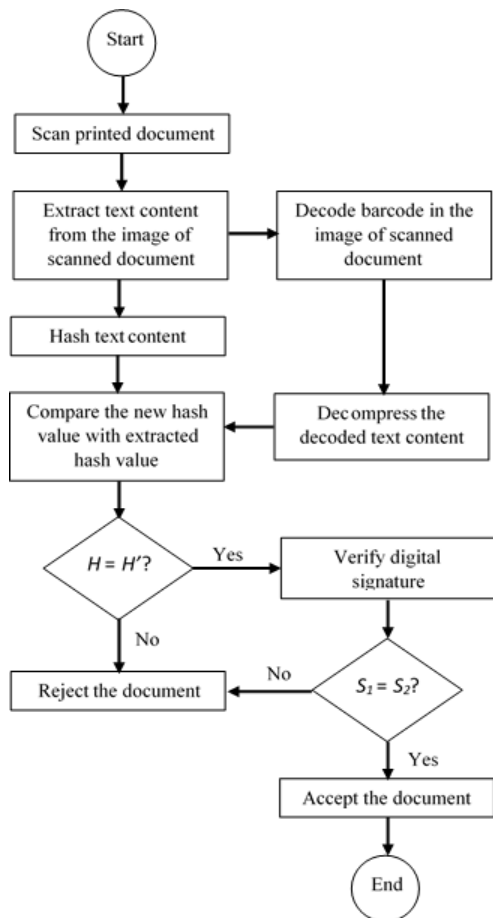 Start
Scan printed document
Extract text content
from the image of
scanned document
Decode barcode in the
image of scanned
document
Hash text content
Compare the new hash
value with extracted
hash value
Decompress the
decoded text content
H = H′?
Yes
Verify digital
signature
No
Reject the document
No
S₁ = S₂?
Yes
Accept the document
End